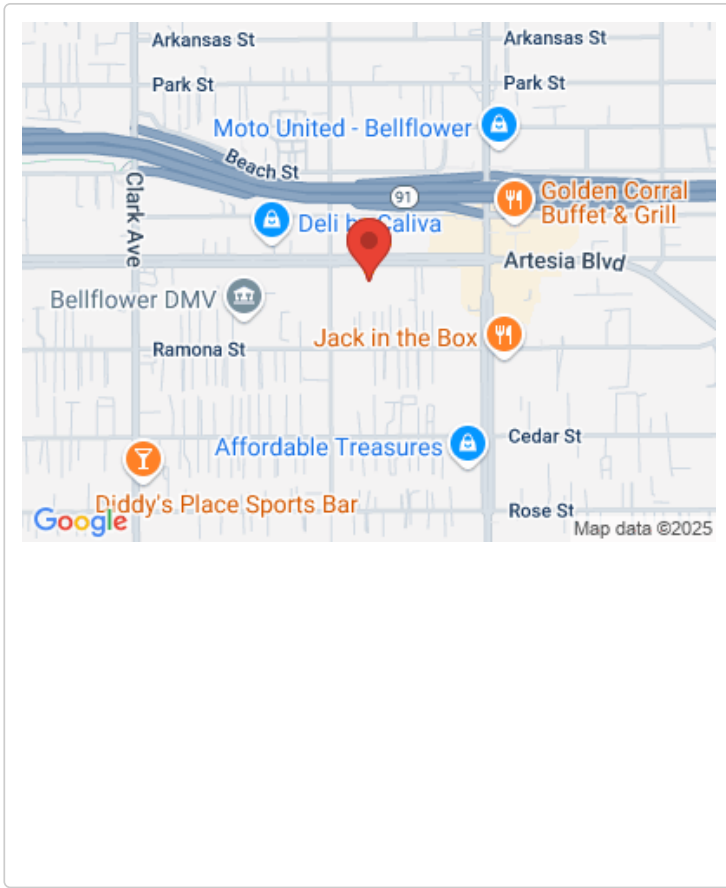 Arkansas St
Arkansas St
Park St
Park St
Moto United - Bellflower
Beach St
91
Golden Corral
Buffet & Grill
Clark Ave
Deli by Caliva
Artesia Blvd
Bellflower DMV
Jack in the Box
Ramona St
Cedar St
Affordable Treasures
Diddy's Place Sports Bar
Rose St
Google
Map data ©2025